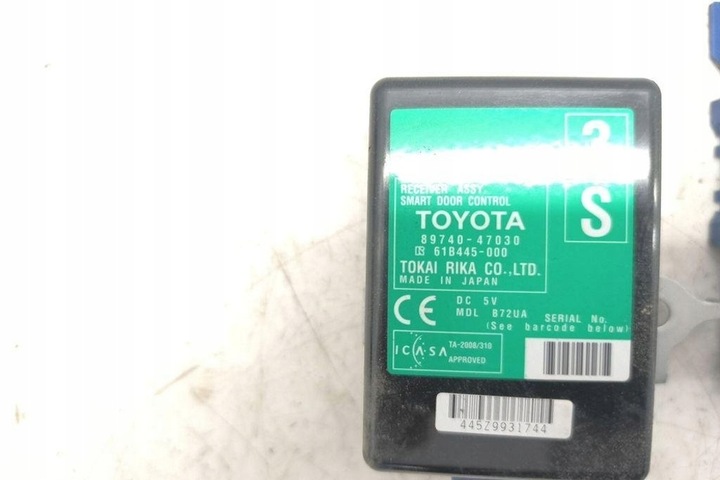 RECEIVER ASSY.
SMART DOOR CONTROL
TOYOTA
89740-47030
61B445-000
TOKAI RIKA CO.,LTD.
MADE IN JAPAN
CE
DC 5V
MDL B72UA
SERIAL No.
(See barcode below)
ICASA
TA-2008/310
APPROVED
S
445Z9931744